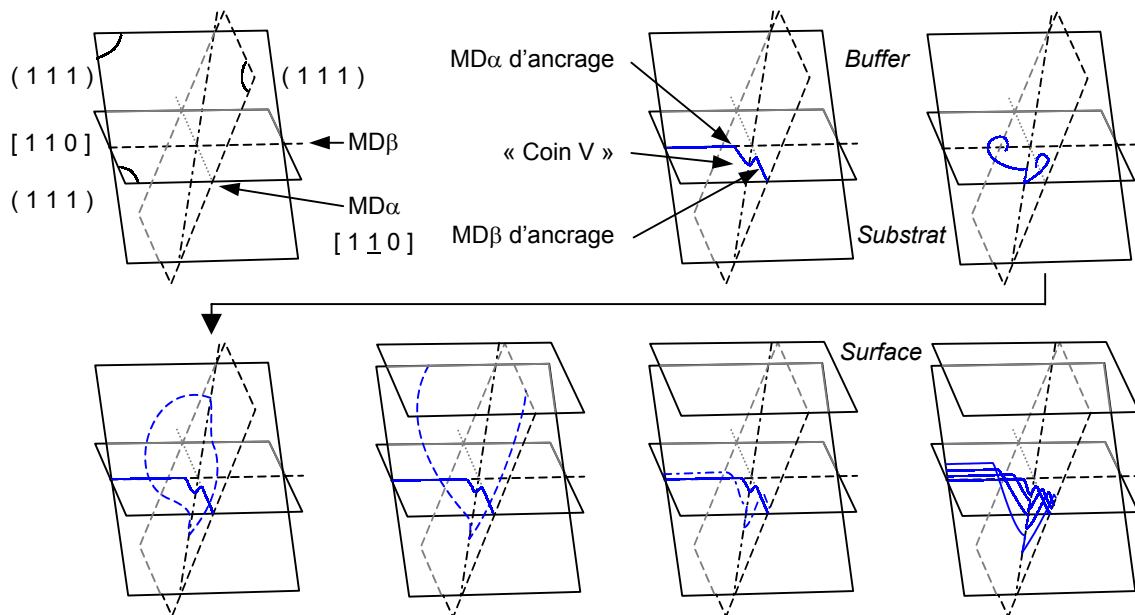 ( 1 1 1 )
( 1 1 1 )
[ 1 1 0 ]
MDβ
( 1 1 1 )
MDα
[ 1 1 0 ]
MDα d'ancrage
Buffer
« Coin V »
MDβ d'ancrage
Substrat
Surface